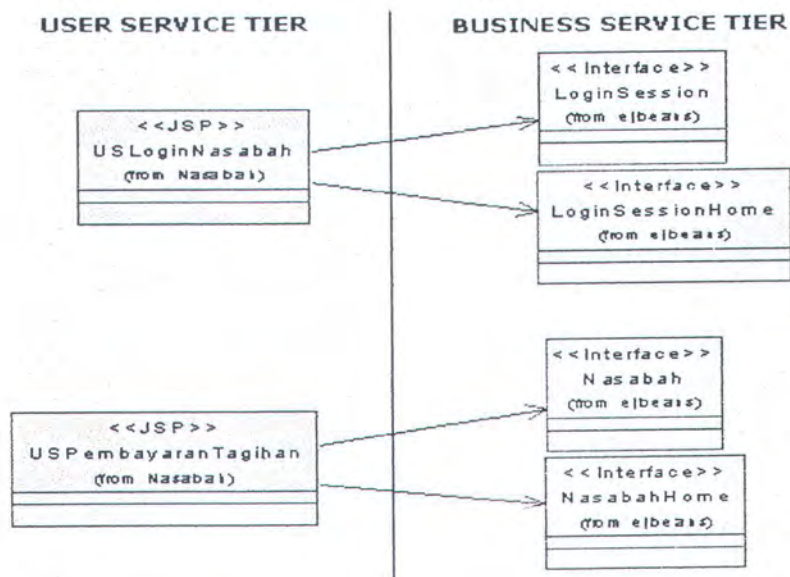 USER SERVICE TIER
BUSINESS SERVICE TIER
<<JSP>>
USLoginNasabah
(from Nasabah)
<<Interface>>
LoginSession
(from ejbeans)
<<Interface>>
LoginSessionHome
(from ejbeans)
<<JSP>>
USPembayaranTagihan
(from Nasabah)
<<Interface>>
Nasabah
(from ejbeans)
<<Interface>>
NasabahHome
(from ejbeans)